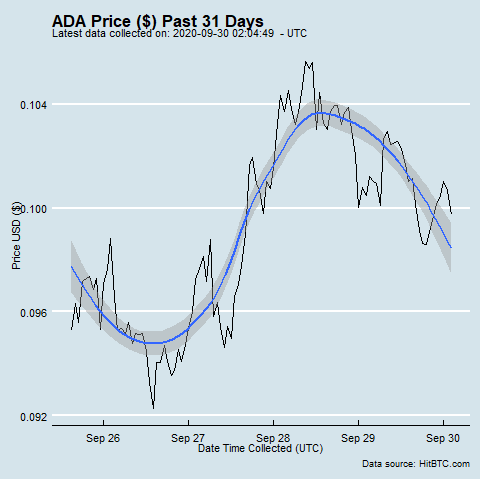 ADA Price ($) Past 31 Days
Latest data collected on: 2020-09-30 02:04:49 - UTC
Price USD ($)
0.104
0.100
0.096
0.092
Sep 26 Sep 27 Sep 28 Sep 29 Sep 30
Date Time Collected (UTC)
Data source: HitBTC.com